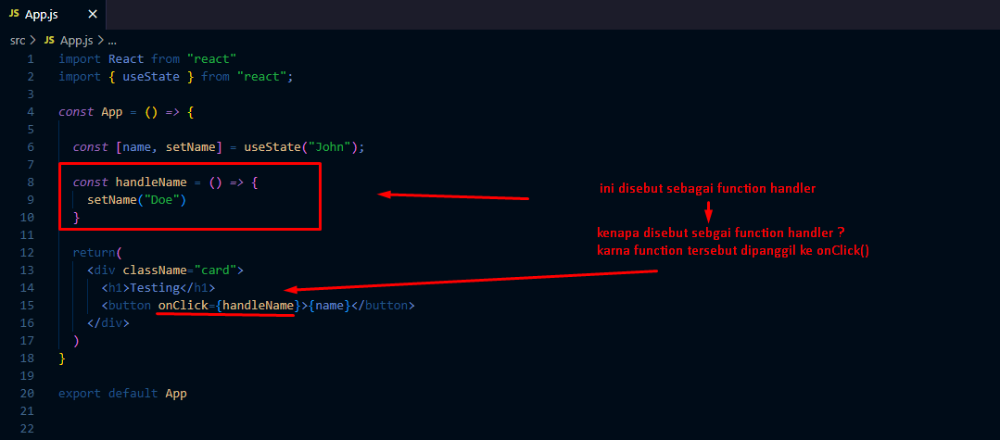 JS App.js ×
src > JS App.js > ...
1 import React from "react"
2 import { useState } from "react";
3
4 const App = () => {
5
6 const [name, setName] = useState("John");
7
8 const handleName = () => {
9 setName("Doe")
10 }
11
12 return(
13 <div className="card">
14 <h1>Testing</h1>
15 <button onClick={handleName}>{name}</button>
16 </div>
17 )
18 }
19
20 export default App
21
22
ini disebut sebagai function handler
kenapa disebut sebgai function handler ?
karna function tersebut dipanggil ke onClick()